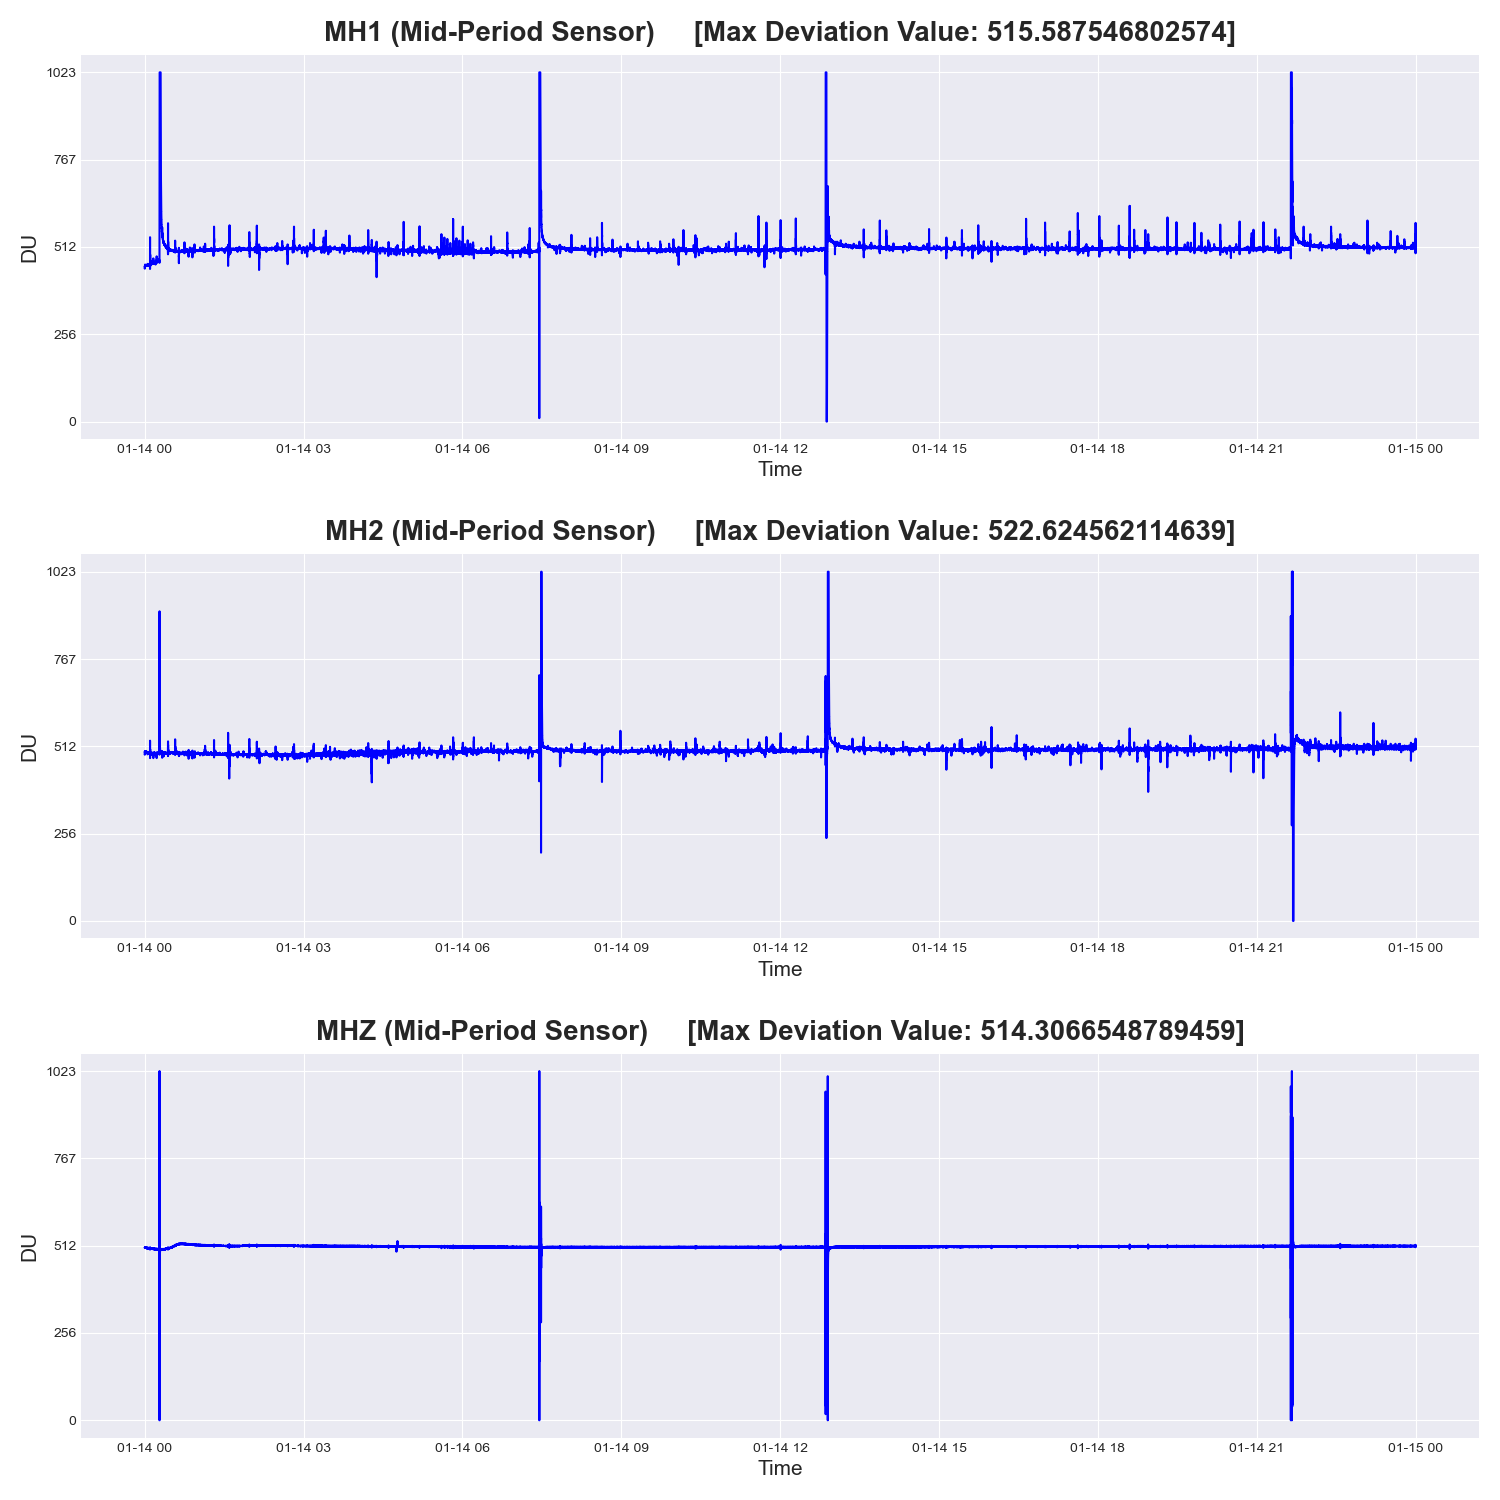 MH1 (Mid-Period Sensor) [Max Deviation Value: 515.587546802574]
1023
767
512
256
0
DU
01-14 00 01-14 03 01-14 06 01-14 09 01-14 12 01-14 15 01-14 18 01-14 21 01-15 00
Time
MH2 (Mid-Period Sensor) [Max Deviation Value: 522.624562114639]
1023
767
512
256
0
DU
01-14 00 01-14 03 01-14 06 01-14 09 01-14 12 01-14 15 01-14 18 01-14 21 01-15 00
Time
MHZ (Mid-Period Sensor) [Max Deviation Value: 514.3066548789459]
1023
767
512
256
0
DU
01-14 00 01-14 03 01-14 06 01-14 09 01-14 12 01-14 15 01-14 18 01-14 21 01-15 00
Time